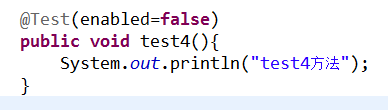 @Test(enabled=false)
public void test4(){
    System.out.println("test4方法");
}